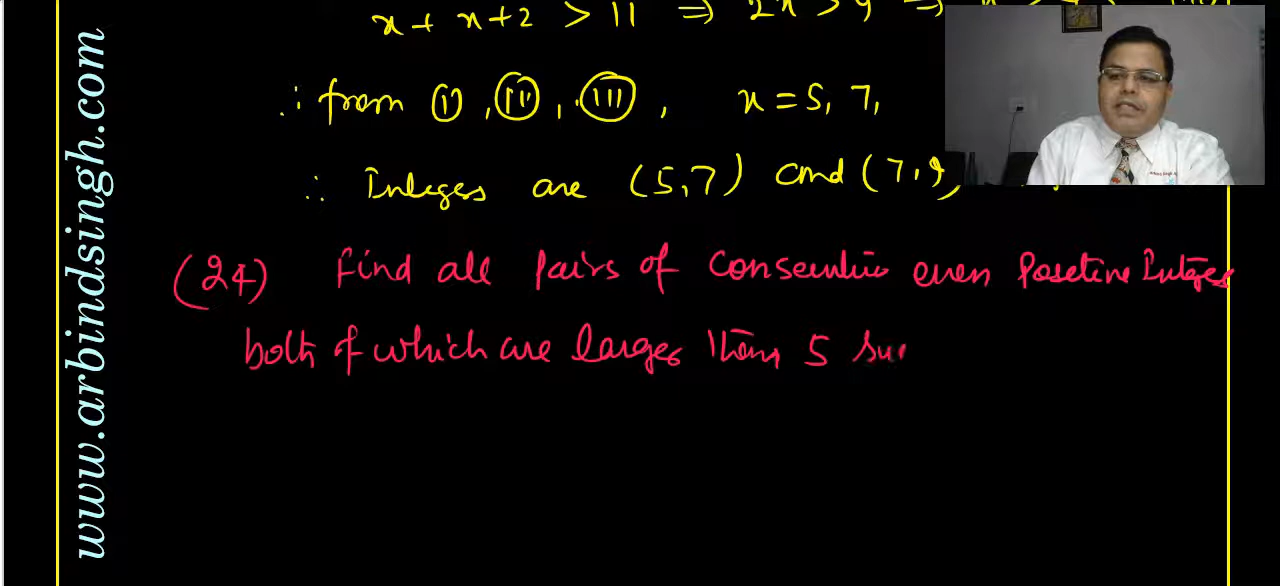 x + x+2 > 11 ⇒ 2x > 9 ⇒ x >
∴ from (i), (ii), (iii), x = 5, 7,
∴ Integers are (5,7) and (7,9)
(24) Find all pairs of consecutive even Positive Integers
both of which are larger than 5 suc
www.arbindsingh.com